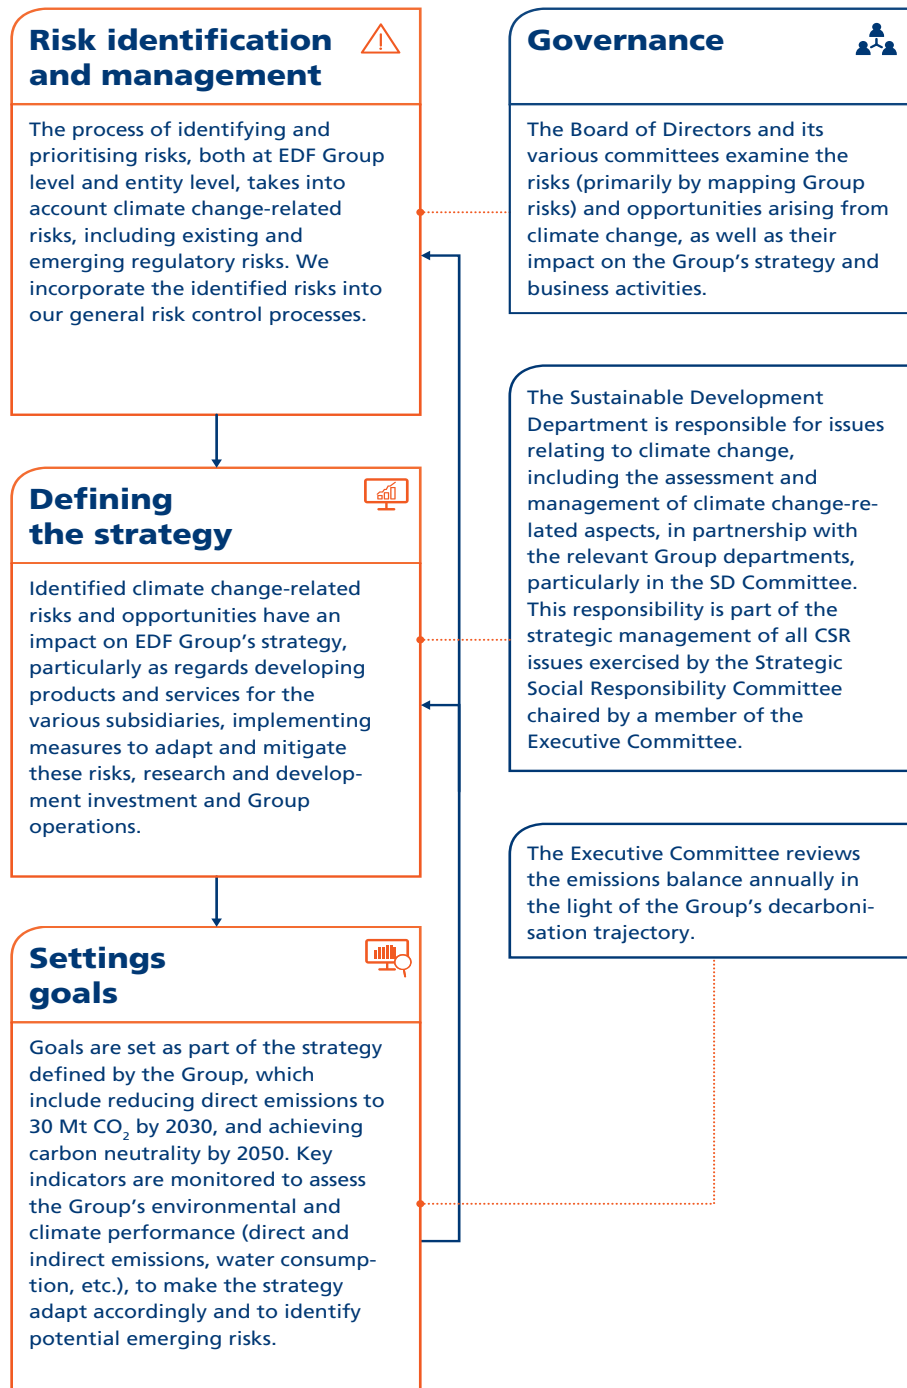 Risk identification
and management
The process of identifying and
prioritising risks, both at EDF Group
level and entity level, takes into
account climate change-related
risks, including existing and
emerging regulatory risks. We
incorporate the identified risks into
our general risk control processes.
Defining
the strategy
Identified climate change-related
risks and opportunities have an
impact on EDF Group's strategy,
particularly as regards developing
products and services for the
various subsidiaries, implementing
measures to adapt and mitigate
these risks, research and develop-
ment investment and Group
operations.
Settings
goals
Goals are set as part of the strategy
defined by the Group, which
include reducing direct emissions to
30 Mt CO₂ by 2030, and achieving
carbon neutrality by 2050. Key
indicators are monitored to assess
the Group's environmental and
climate performance (direct and
indirect emissions, water consump-
tion, etc.), to make the strategy
adapt accordingly and to identify
potential emerging risks.
Governance
The Board of Directors and its
various committees examine the
risks (primarily by mapping Group
risks) and opportunities arising from
climate change, as well as their
impact on the Group's strategy and
business activities.
The Sustainable Development
Department is responsible for issues
relating to climate change,
including the assessment and
management of climate change-re-
lated aspects, in partnership with
the relevant Group departments,
particularly in the SD Committee.
This responsibility is part of the
strategic management of all CSR
issues exercised by the Strategic
Social Responsibility Committee
chaired by a member of the
Executive Committee.
The Executive Committee reviews
the emissions balance annually in
the light of the Group's decarboni-
sation trajectory.